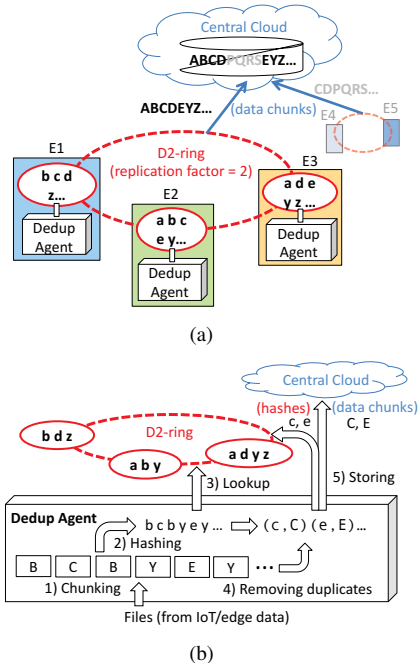 Central Cloud
ABCDPQRSEYZ...
ABCDEYZ...
(data chunks)
CDPQRS...
E4
E5
E1
D2-ring
(replication factor = 2)
E3
b c d
z...
E2
a d e
y z ...
a b c
e y...
Dedup
Agent
Dedup
Agent
Dedup
Agent
(a)
Central Cloud
(hashes)
(data chunks)
c, e
C, E
b d z
D2-ring
a b y
a d y z
3) Lookup
5) Storing
Dedup Agent
b c b y e y ...
(c,C)(e,E)...
2) Hashing
B C B Y E Y ...
1) Chunking
4) Removing duplicates
Files (from IoT/edge data)
(b)